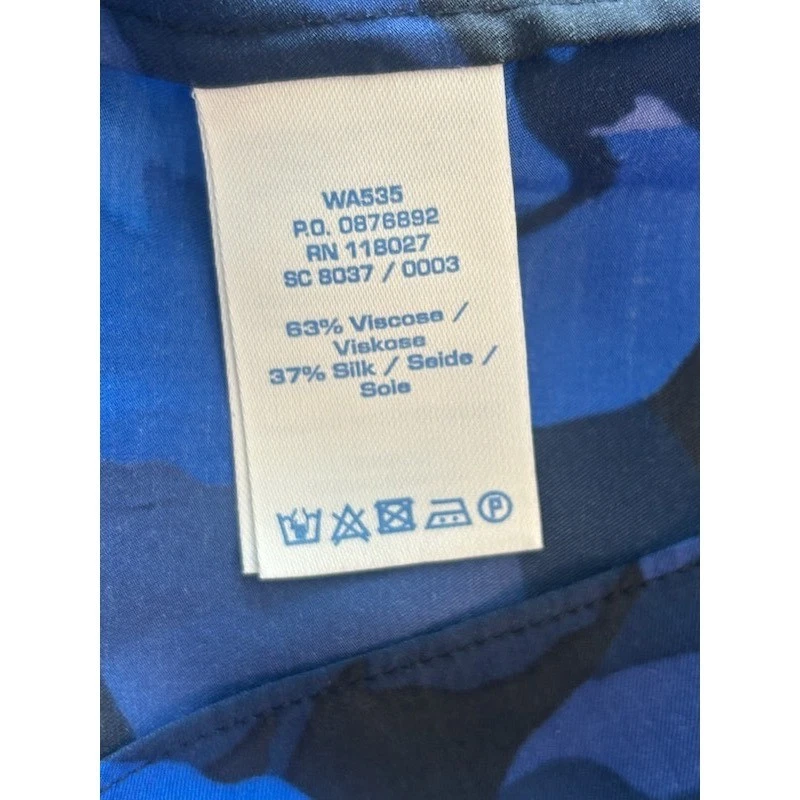 WA535
P.O. 0876892
RN 118027
SC 8037 / 0003
63% Viscose /
Viskose
37% Silk / Seide /
Soie
P